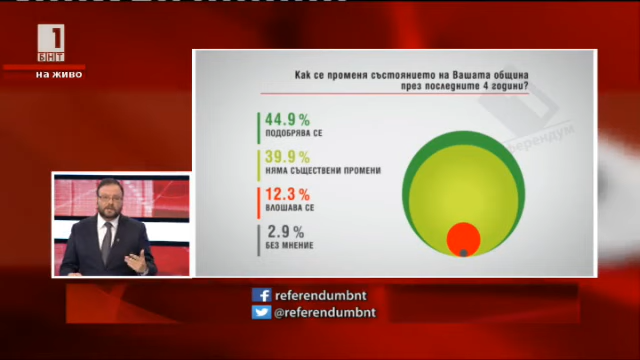 1
БНТ
на живо
Как се променя състоянието на Вашата община
през последните 4 години?
44.9 %
ПОДОБРЯВА СЕ
39.9 %
НЯМА СЪЩЕСТВЕНИ ПРОМЕНИ
12.3 %
ВЛОШАВА СЕ
2.9 %
БЕЗ МНЕНИЕ
referendumbnt
@referendumbnt